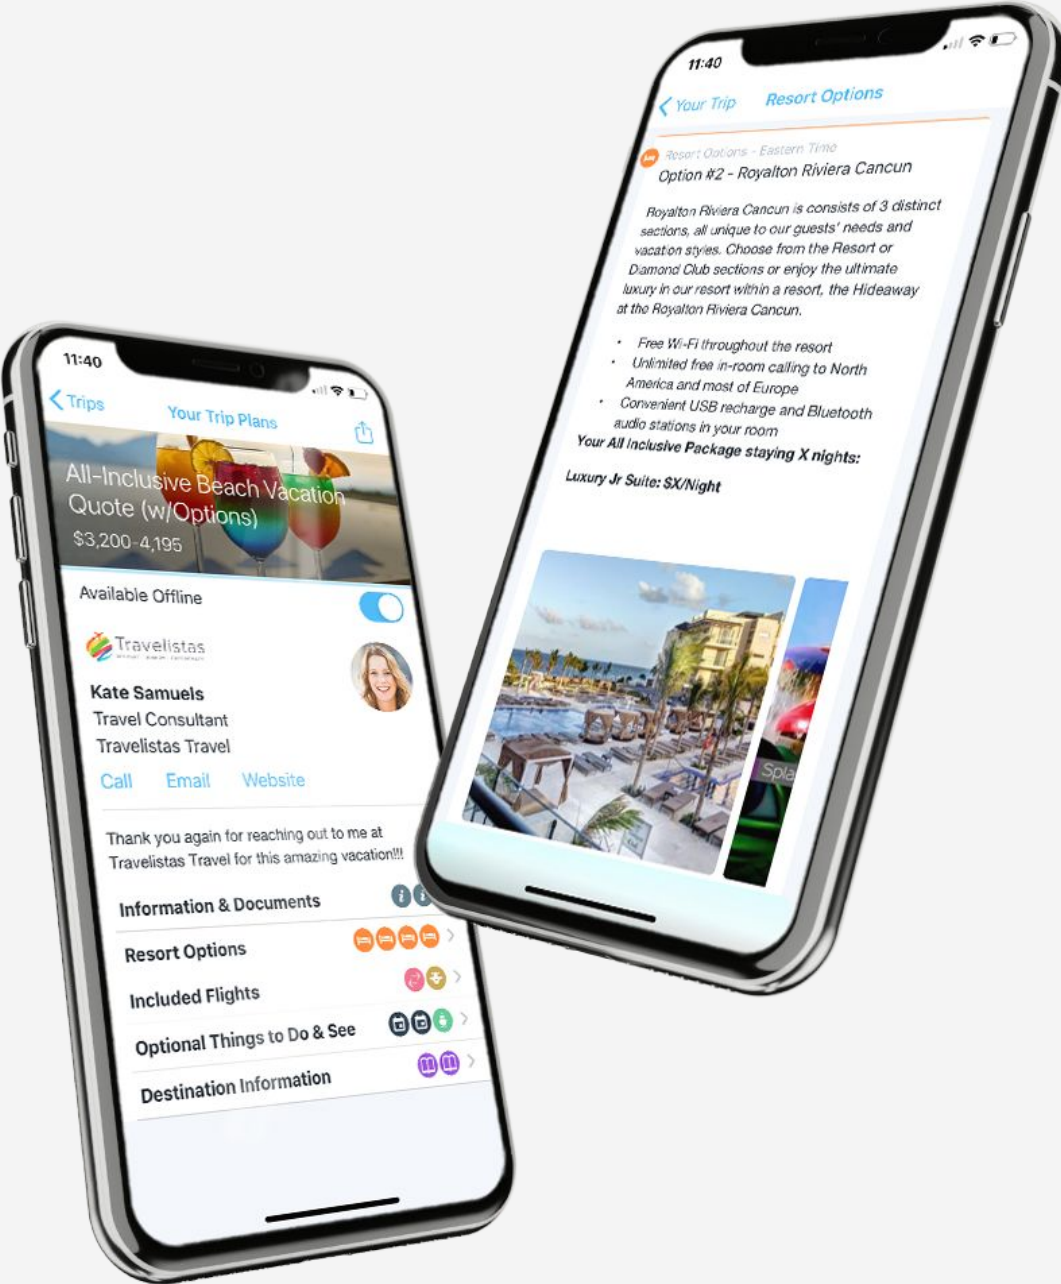 11:40
Trips
Your Trip Plans
All-Inclusive Beach Vacation
Quote (w/Options)
$3,200-4,195
Available Offline
Travelistas
Kate Samuels
Travel Consultant
Travelistas Travel
Call Email Website
Thank you again for reaching out to me at
Travelistas Travel for this amazing vacation!!!
Information & Documents
Resort Options
Included Flights
Optional Things to Do & See
Destination Information
11:40
Your Trip Resort Options
Resort Options - Eastern Time
Option #2 - Royalton Riviera Cancun
Royalton Riviera Cancun is consists of 3 distinct
sections, all unique to our guests' needs and
vacation styles. Choose from the Resort or
Diamond Club sections or enjoy the ultimate
luxury in our resort within a resort, the Hideaway
at the Royalton Riviera Cancun.
• Free Wi-Fi throughout the resort
• Unlimited free in-room calling to North
America and most of Europe
• Convenient USB recharge and Bluetooth
audio stations in your room
Your All Inclusive Package staying X nights:
Luxury Jr Suite: $X/Night
Spla